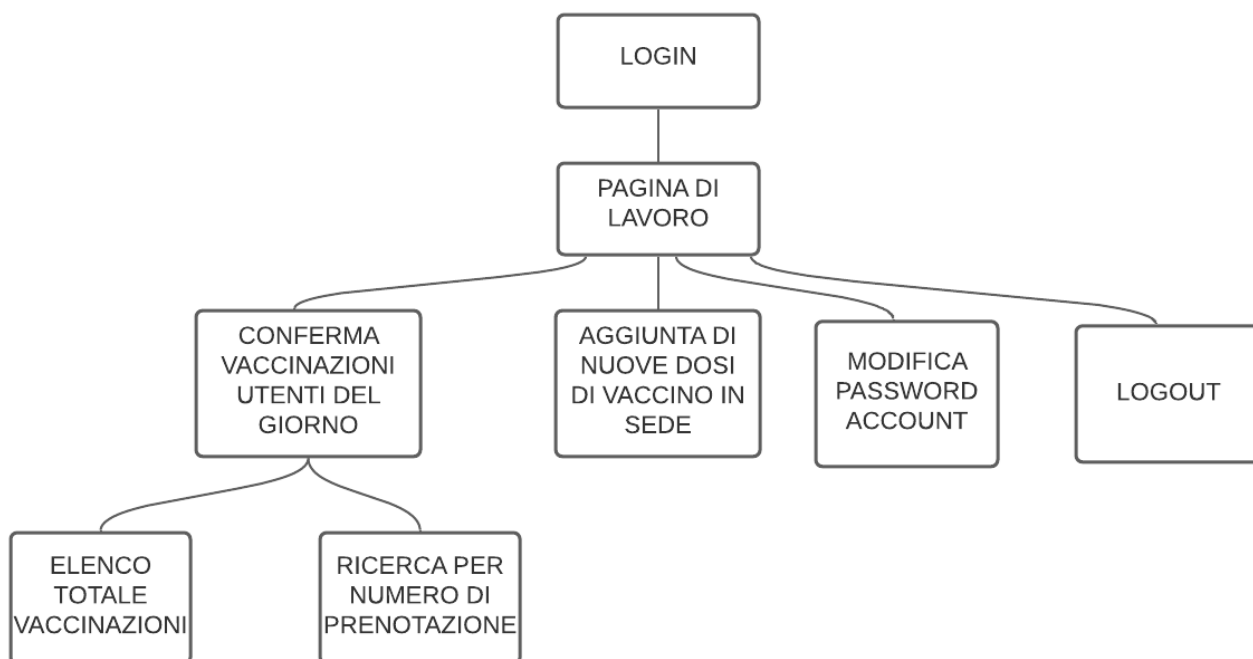 LOGIN
PAGINA DI
LAVORO
CONFERMA
VACCINAZIONI
UTENTI DEL
GIORNO
AGGIUNTA DI
NUOVE DOSI
DI VACCINO IN
SEDE
MODIFICA
PASSWORD
ACCOUNT
LOGOUT
ELENCO
TOTALE
VACCINAZIONI
RICERCA PER
NUMERO DI
PRENOTAZIONE